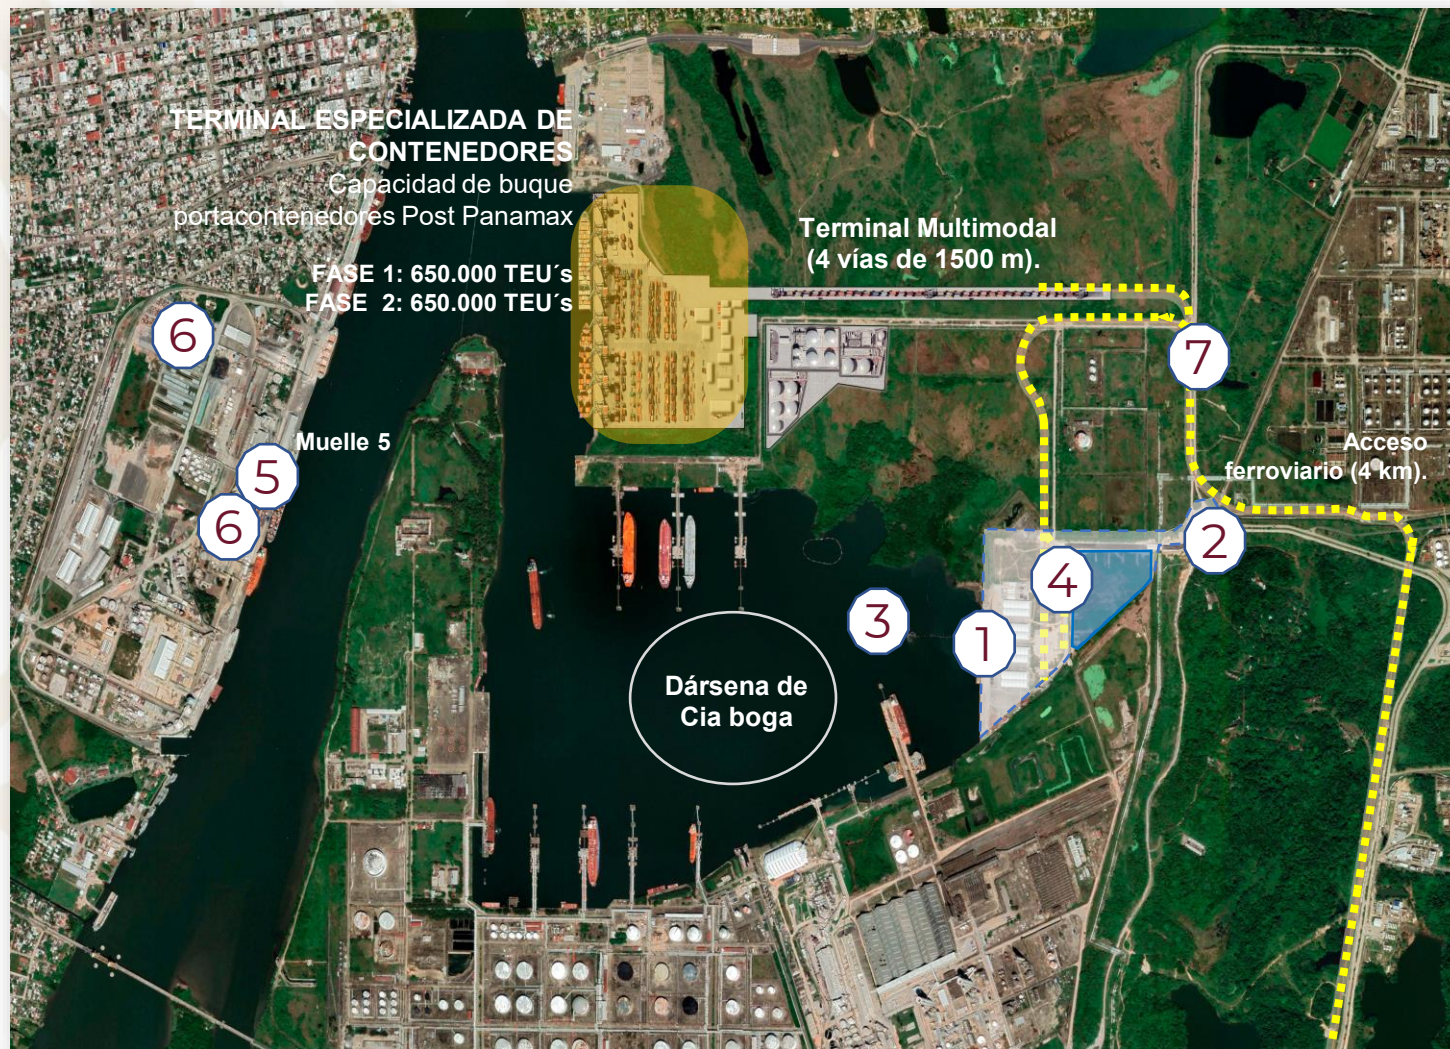 TERMINAL ESPECIALIZADA DE
CONTENEDORES
Capacidad de buque
portacontenedores Post Panamax
FASE 1: 650.000 TEU´s
FASE 2: 650.000 TEU´s
Terminal Multimodal
(4 vías de 1500 m).
6
7
Muelle 5
5
6
Acceso
ferroviario (4 km).
2
4
3
1
Dársena de
Cia boga